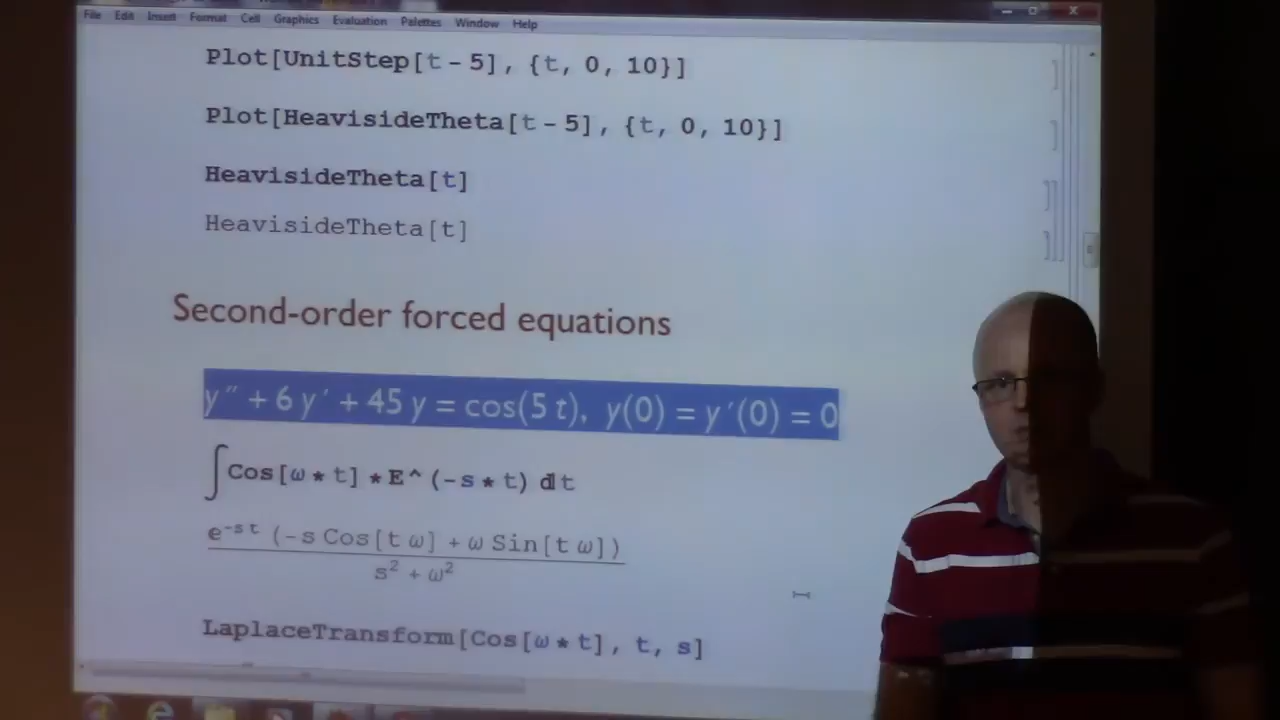 File Edit Insert Format Cell Graphics Evaluation Palettes Window Help
Plot[UnitStep[t - 5], {t, 0, 10}]
Plot[HeavisideTheta[t - 5], {t, 0, 10}]
HeavisideTheta[t]
HeavisideTheta[t]
Second-order forced equations
y″ + 6 y′ + 45 y = cos(5 t), y(0) = y′(0) = 0
∫Cos[ω * t] * E^ (-s * t) ⅆt
e^(-s t) (-s Cos[t ω] + ω Sin[t ω]) / (s² + ω²)
LaplaceTransform[Cos[ω * t], t, s]